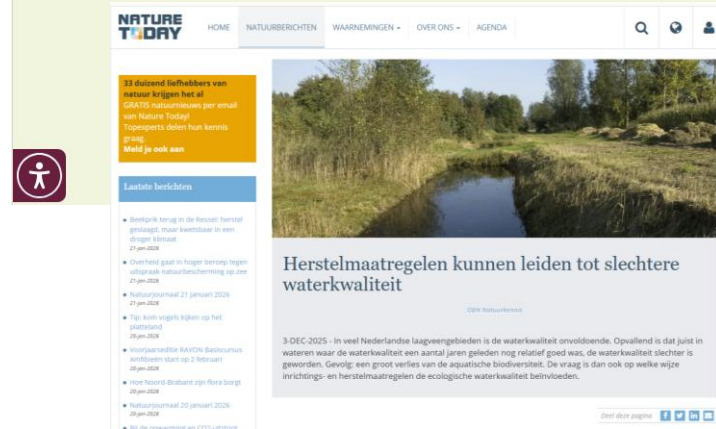 NATURE
TODAY
HOME
NATUURBERICHTEN
WAARNEMINGEN
OVER ONS
AGENDA
33 duizend liefhebbers van
natuur krijgen het al
GRATIS natuurnieuws per email
van Nature Today!
Topexperts delen hun kennis
graag.
Meld je ook aan
Laatste berichten
Beekprik terug in de Reusel: herstel
geslaagd, maar kwetsbaar in een
droger klimaat
21-jan-2026
Overheid gaat in hoger beroep tegen
uitspraak natuurbescherming op zee
21-jan-2026
Natuurjournaal 21 januari 2026
21-jan-2026
Tip: kom vogels kijken op het
platteland
20-jan-2026
Voorjaarseditie RAVON Basiscursus
Amfibieën start op 2 februari
20-jan-2026
Hoe Noord-Brabant zijn flora borgt
20-jan-2026
Natuurjournaal 20 januari 2026
20-jan-2026
Herstelmaatregelen kunnen leiden tot slechtere
waterkwaliteit
OBN Natuurkennis
3-DEC-2025 - In veel Nederlandse laagveengebieden is de waterkwaliteit onvoldoende. Opvallend is dat juist in
wateren waar de waterkwaliteit een aantal jaren geleden nog relatief goed was, de waterkwaliteit slechter is
geworden. Gevolg: een groot verlies van de aquatische biodiversiteit. De vraag is dan ook op welke wijze
inrichtings- en herstelmaatregelen de ecologische waterkwaliteit beïnvloeden.
Deel deze pagina